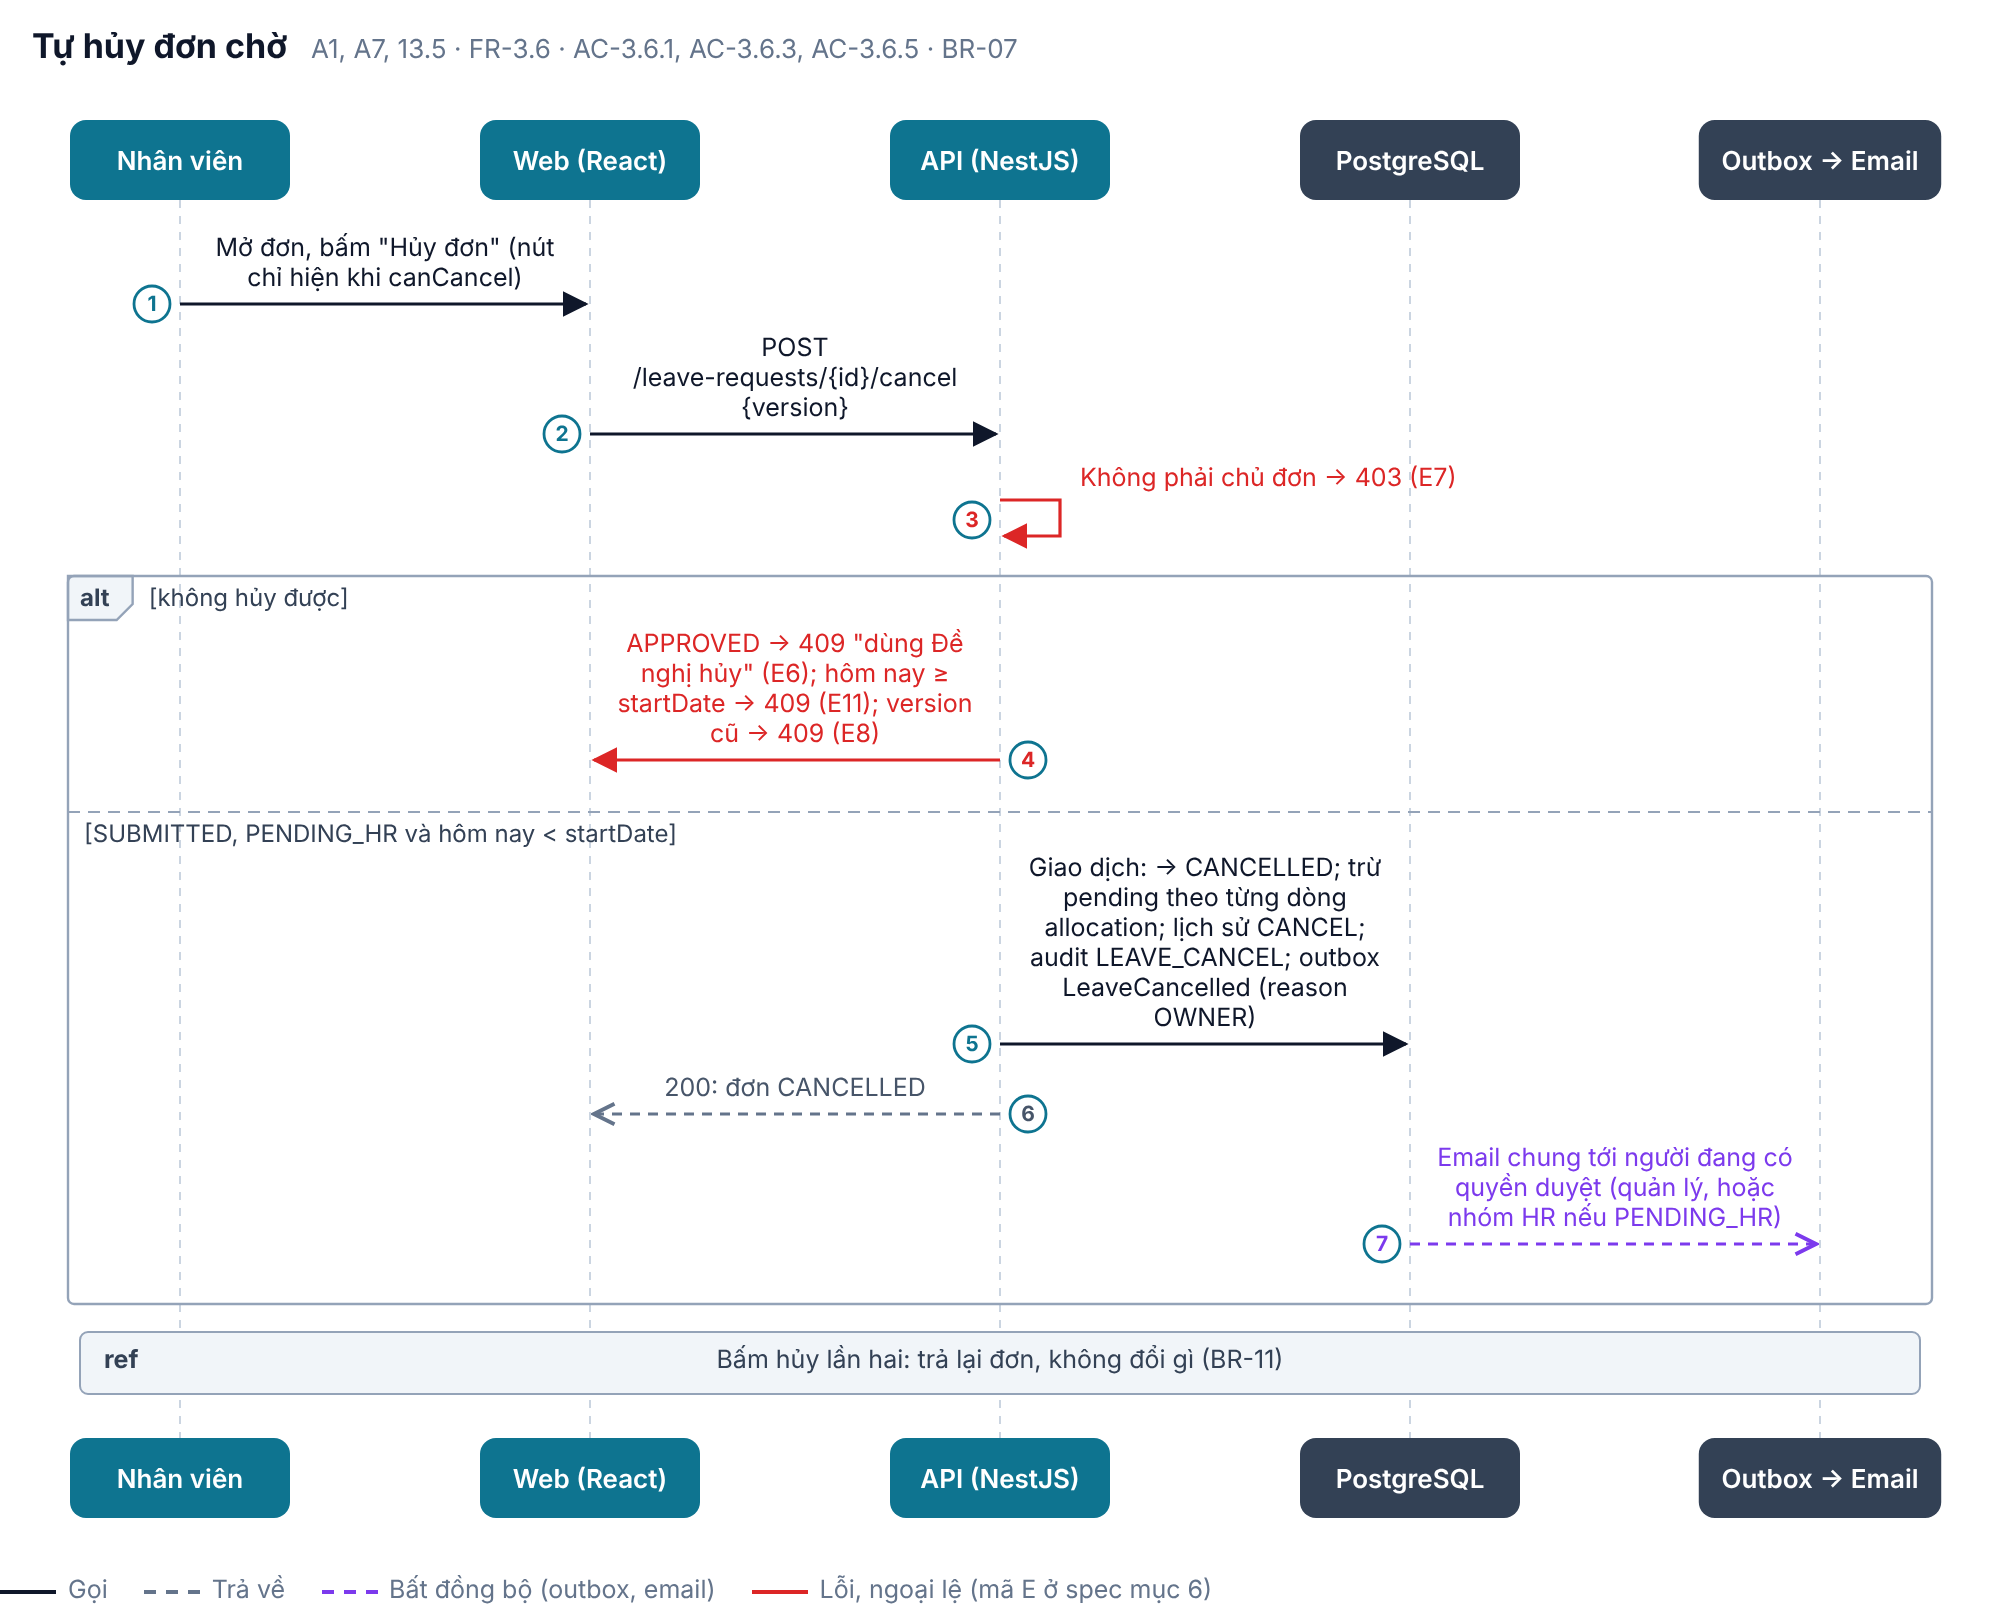 Tự hủy đơn chờ A1, A7, 13.5 · FR-3.6 · AC-3.6.1, AC-3.6.3, AC-3.6.5 · BR-07
Nhân viên
Web (React)
API (NestJS)
PostgreSQL
Outbox → Email
Mở đơn, bấm "Hủy đơn" (nút
chỉ hiện khi canCancel)
1
POST
/leave-requests/{id}/cancel
{version}
2
Không phải chủ đơn → 403 (E7)
3
alt [không hủy được]
APPROVED → 409 "dùng Đề
nghị hủy" (E6); hôm nay ≥
startDate → 409 (E11); version
cũ → 409 (E8)
4
[SUBMITTED, PENDING_HR và hôm nay < startDate]
Giao dịch: → CANCELLED; trừ
pending theo từng dòng
allocation; lịch sử CANCEL;
audit LEAVE_CANCEL; outbox
LeaveCancelled (reason
OWNER)
5
200: đơn CANCELLED
6
Email chung tới người đang có
quyền duyệt (quản lý, hoặc
nhóm HR nếu PENDING_HR)
7
ref Bấm hủy lần hai: trả lại đơn, không đổi gì (BR-11)
Nhân viên
Web (React)
API (NestJS)
PostgreSQL
Outbox → Email
Gọi
Trả về
Bất đồng bộ (outbox, email)
Lỗi, ngoại lệ (mã E ở spec mục 6)